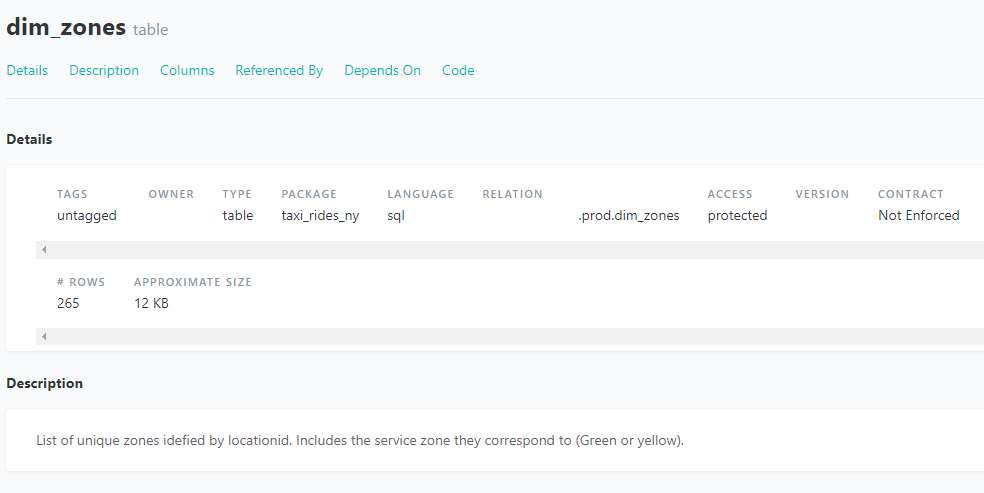 dim_zones table
Details Description Columns Referenced By Depends On Code
Details
TAGS OWNER TYPE PACKAGE LANGUAGE RELATION ACCESS VERSION CONTRACT
untagged table taxi_rides_ny sql .prod.dim_zones protected Not Enforced
# ROWS APPROXIMATE SIZE
265 12 KB
Description
List of unique zones idefied by locationid. Includes the service zone they correspond to (Green or yellow).